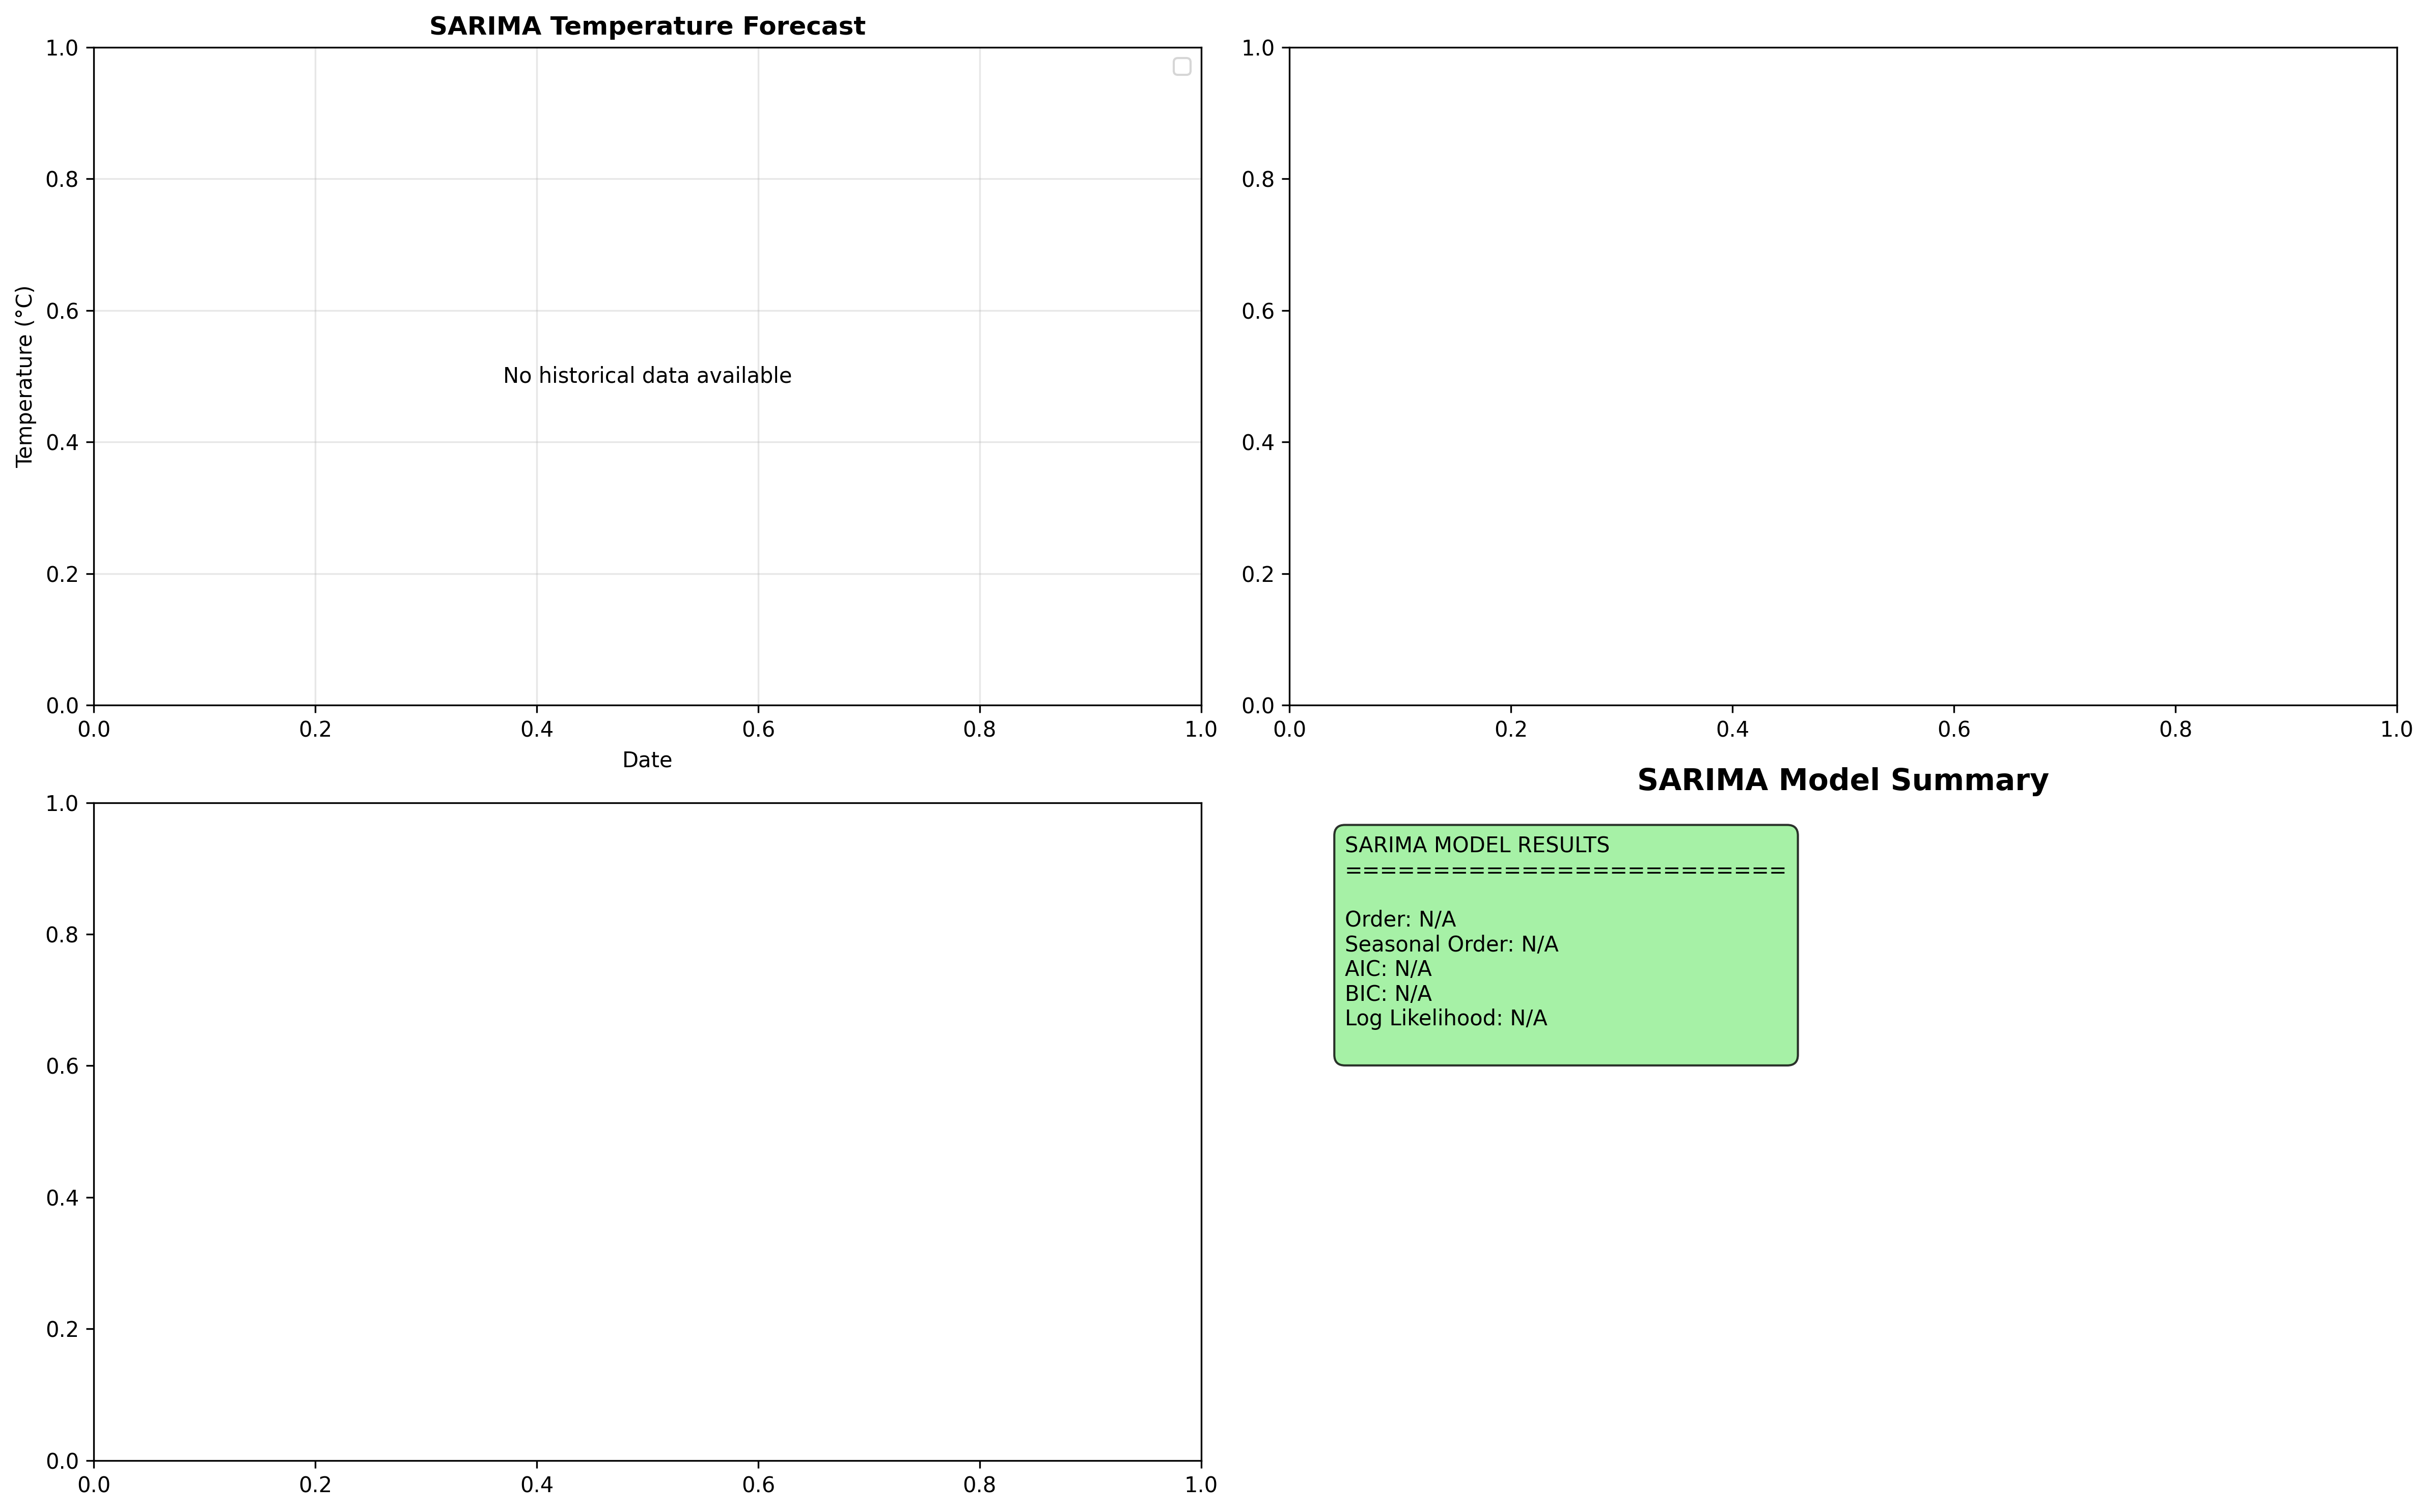 SARIMA Temperature Forecast
1.0
0.8
0.6
0.4
0.2
0.0
Temperature (°C)
No historical data available
0.0 0.2 0.4 0.6 0.8 1.0
Date
1.0
0.8
0.6
0.4
0.2
0.0
0.0 0.2 0.4 0.6 0.8 1.0
1.0
0.8
0.6
0.4
0.2
0.0
0.0 0.2 0.4 0.6 0.8 1.0
SARIMA Model Summary
SARIMA MODEL RESULTS
=========================
Order: N/A
Seasonal Order: N/A
AIC: N/A
BIC: N/A
Log Likelihood: N/A